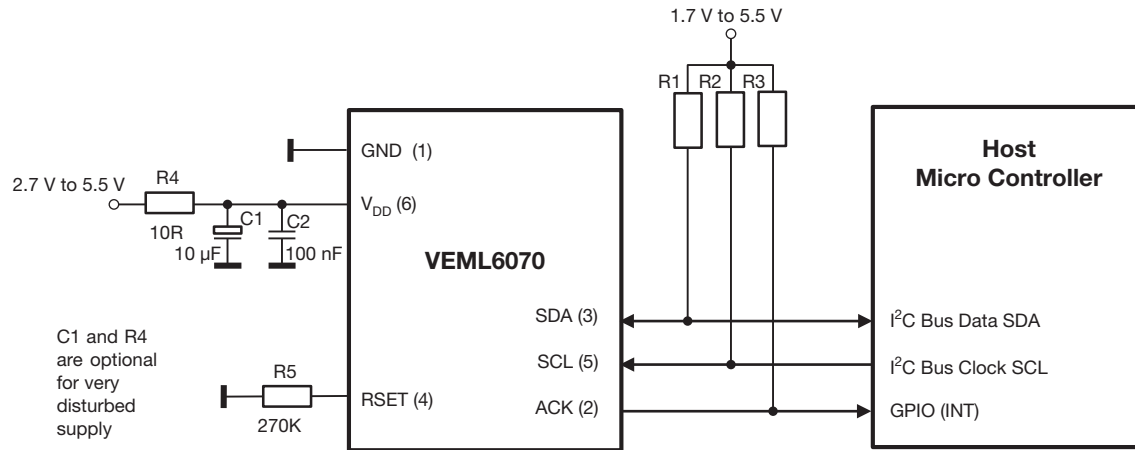 1.7 V to 5.5 V
R1 R2 R3
GND (1)
Host
Micro Controller
2.7 V to 5.5 V
R4
10R
C1
10 µF
C2
100 nF
V_DD (6)
VEML6070
SDA (3)
I²C Bus Data SDA
C1 and R4
are optional
for very
disturbed
supply
SCL (5)
I²C Bus Clock SCL
R5
270K
RSET (4)
ACK (2)
GPIO (INT)